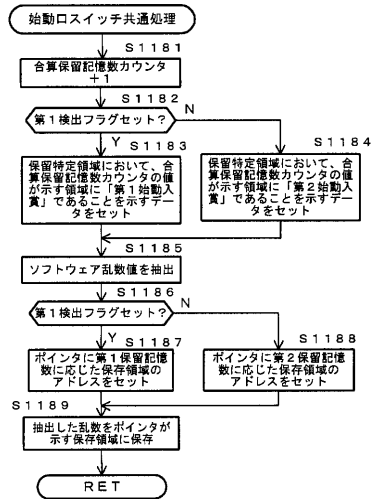 始動口スイッチ共通処理
S1181
合算保留記憶数カウンタ
+1
S1182
第1検出フラグセット？
N
Y
S1183
保留特定領域において、合
算保留記憶数カウンタの値
が示す領域に「第1始動入
賞」であることを示すデー
タをセット
S1184
保留特定領域において、合
算保留記憶数カウンタの値
が示す領域に「第2始動入
賞」であることを示すデー
タをセット
S1185
ソフトウェア乱数値を抽出
S1186
第1検出フラグセット？
N
Y
S1187
ポインタに第1保留記憶
数に応じた保存領域の
アドレスをセット
S1188
ポインタに第2保留記憶
数に応じた保存領域の
アドレスをセット
S1189
抽出した乱数をポインタが
示す保存領域に保存
RET